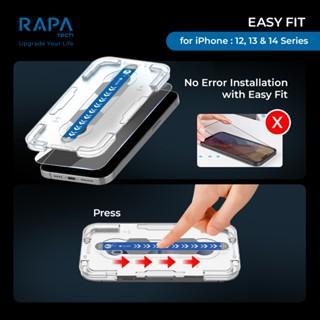 RAPA
tech
Upgrade Your Life
EASY FIT
for iPhone : 12, 13 & 14 Series
No Error Installation
with Easy Fit
X
Press